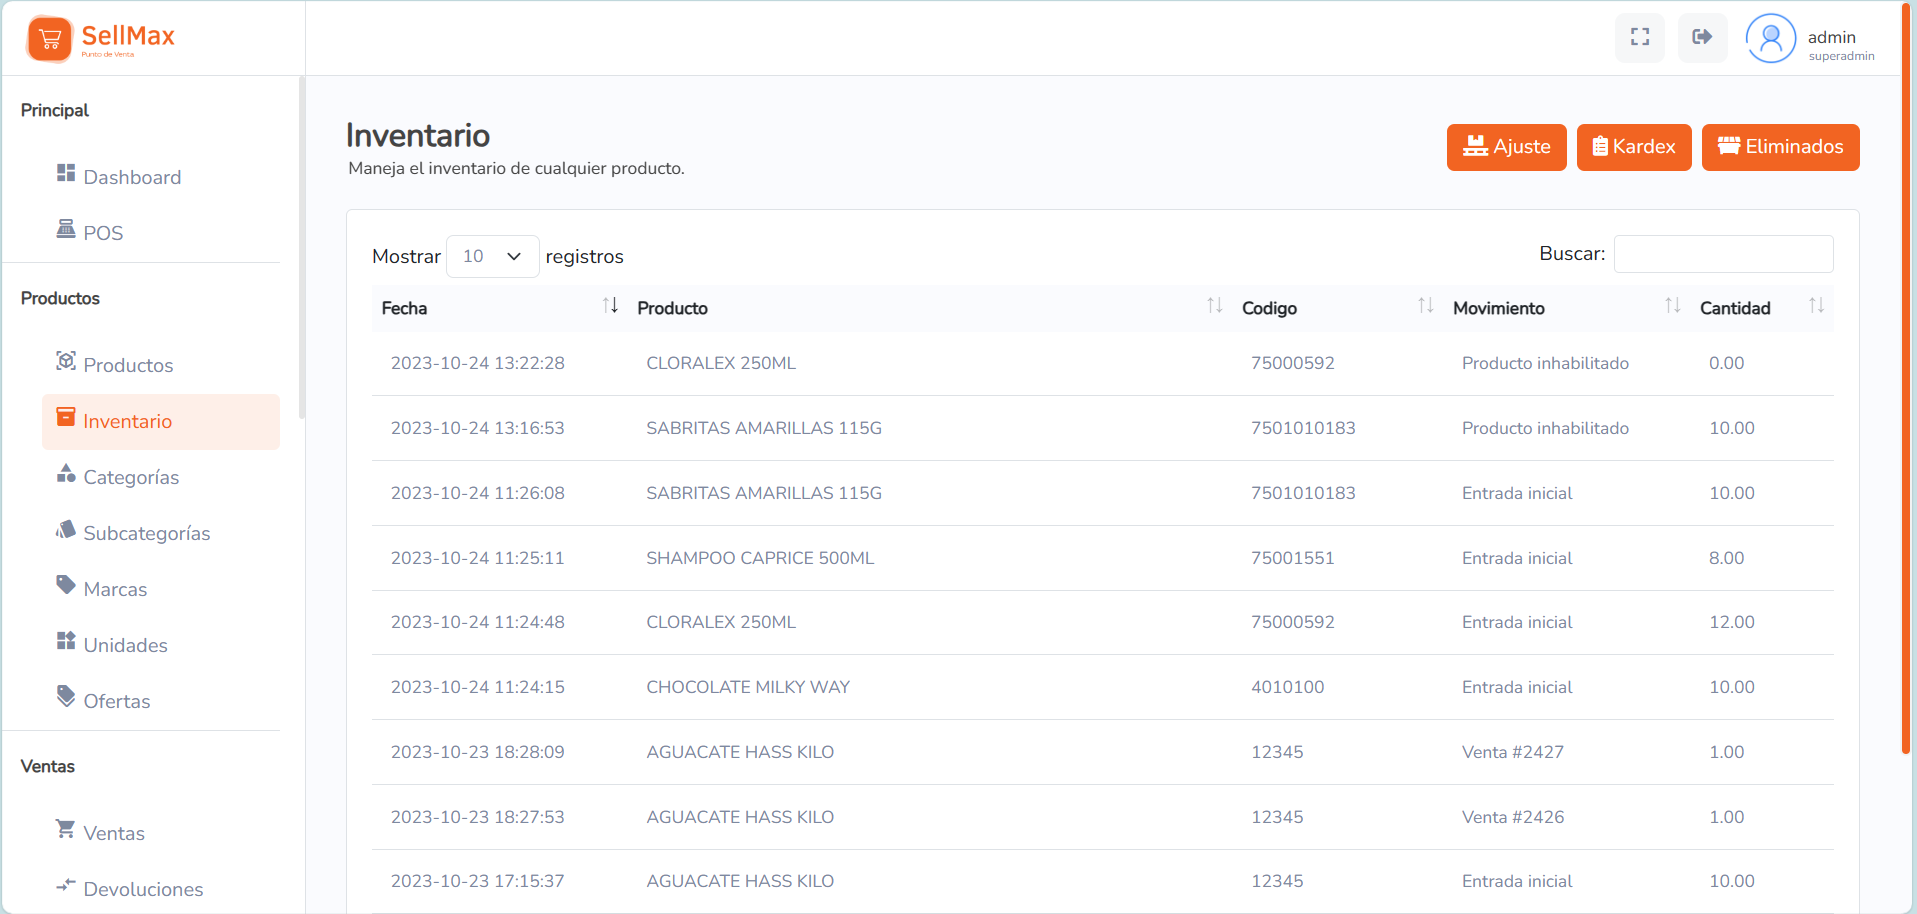 SellMax
Punto de Venta
admin
superadmin
Principal
Dashboard
POS
Productos
Productos
Inventario
Categorías
Subcategorías
Marcas
Unidades
Ofertas
Ventas
Ventas
Devoluciones
Inventario
Maneja el inventario de cualquier producto.
Ajuste Kardex Eliminados
Mostrar 10 registros Buscar:
Fecha Producto Codigo Movimiento Cantidad
2023-10-24 13:22:28 CLORALEX 250ML 75000592 Producto inhabilitado 0.00
2023-10-24 13:16:53 SABRITAS AMARILLAS 115G 7501010183 Producto inhabilitado 10.00
2023-10-24 11:26:08 SABRITAS AMARILLAS 115G 7501010183 Entrada inicial 10.00
2023-10-24 11:25:11 SHAMPOO CAPRICE 500ML 75001551 Entrada inicial 8.00
2023-10-24 11:24:48 CLORALEX 250ML 75000592 Entrada inicial 12.00
2023-10-24 11:24:15 CHOCOLATE MILKY WAY 4010100 Entrada inicial 10.00
2023-10-23 18:28:09 AGUACATE HASS KILO 12345 Venta #2427 1.00
2023-10-23 18:27:53 AGUACATE HASS KILO 12345 Venta #2426 1.00
2023-10-23 17:15:37 AGUACATE HASS KILO 12345 Entrada inicial 10.00